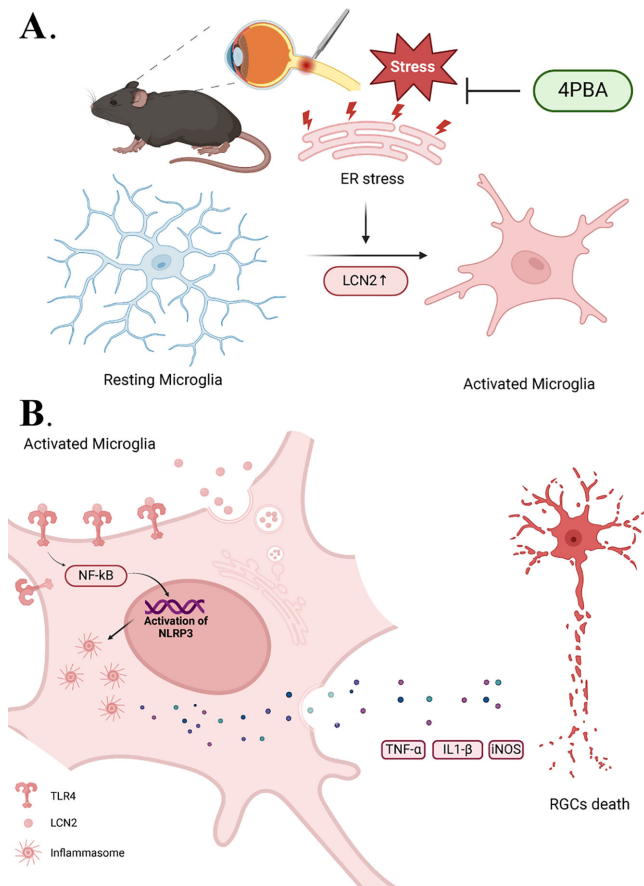 A.
Stress
4PBA
ER stress
LCN2↑
Resting Microglia
Activated Microglia
B.
Activated Microglia
NF-kB
Activation of
NLRP3
TNF-α
IL1-β
iNOS
TLR4
LCN2
Inflammasome
RGCs death